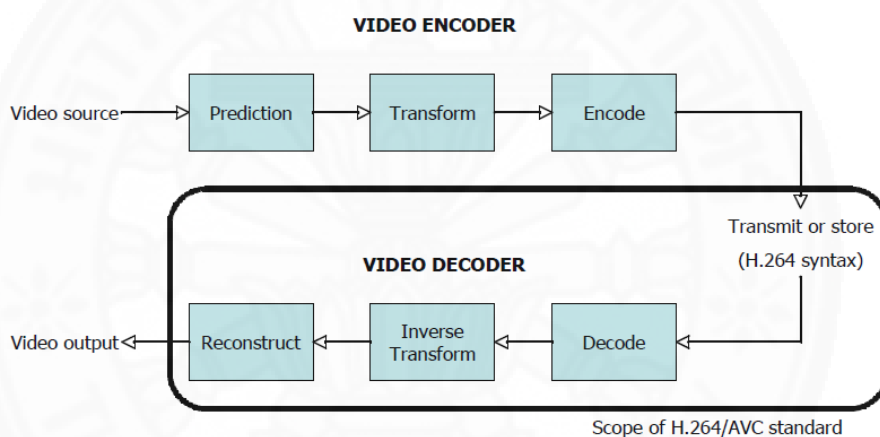 VIDEO ENCODER
Video source
Prediction
Transform
Encode
Transmit or store
(H.264 syntax)
VIDEO DECODER
Video output
Reconstruct
Inverse
Transform
Decode
Scope of H.264/AVC standard